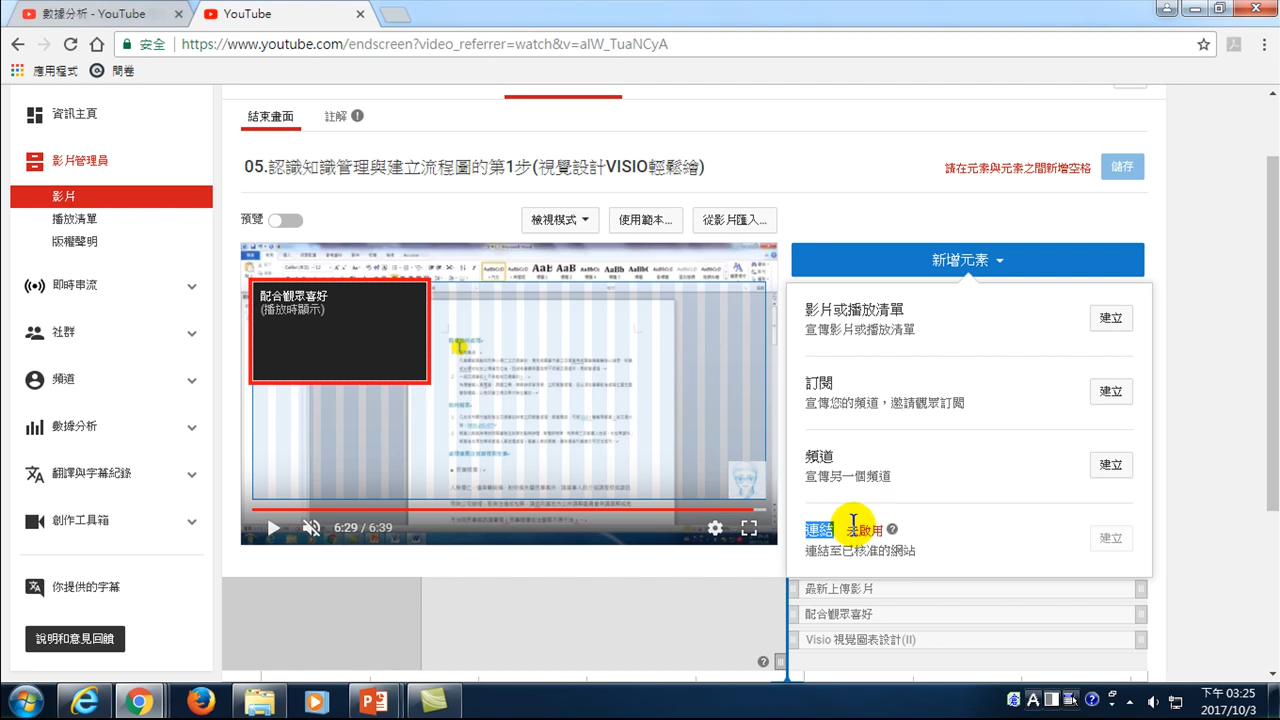 數據分析 - YouTube
YouTube
安全
https://www.youtube.com/endscreen?video_referrer=watch&v=aIW_TuaNCyA
應用程式
問卷
資訊主頁
影片管理員
影片
播放清單
版權聲明
即時串流
社群
頻道
數據分析
翻譯與字幕紀錄
創作工具箱
你提供的字幕
說明和意見回饋
結束畫面
註解
05.認識知識管理與建立流程圖的第1步(視覺設計VISIO輕鬆繪)
請在元素與元素之間新增空格
儲存
預覽
檢視模式
使用範本...
從影片匯入...
配合觀眾喜好
(播放時顯示)
6:29 / 6:39
新增元素
影片或播放清單
宣傳影片或播放清單
建立
訂閱
宣傳您的頻道，邀請觀眾訂閱
建立
頻道
宣傳另一個頻道
建立
連結 未啟用
連結至已核准的網站
建立
最新上傳影片
配合觀眾喜好
Visio 視覺圖表設計(II)
下午 03:25
2017/10/3